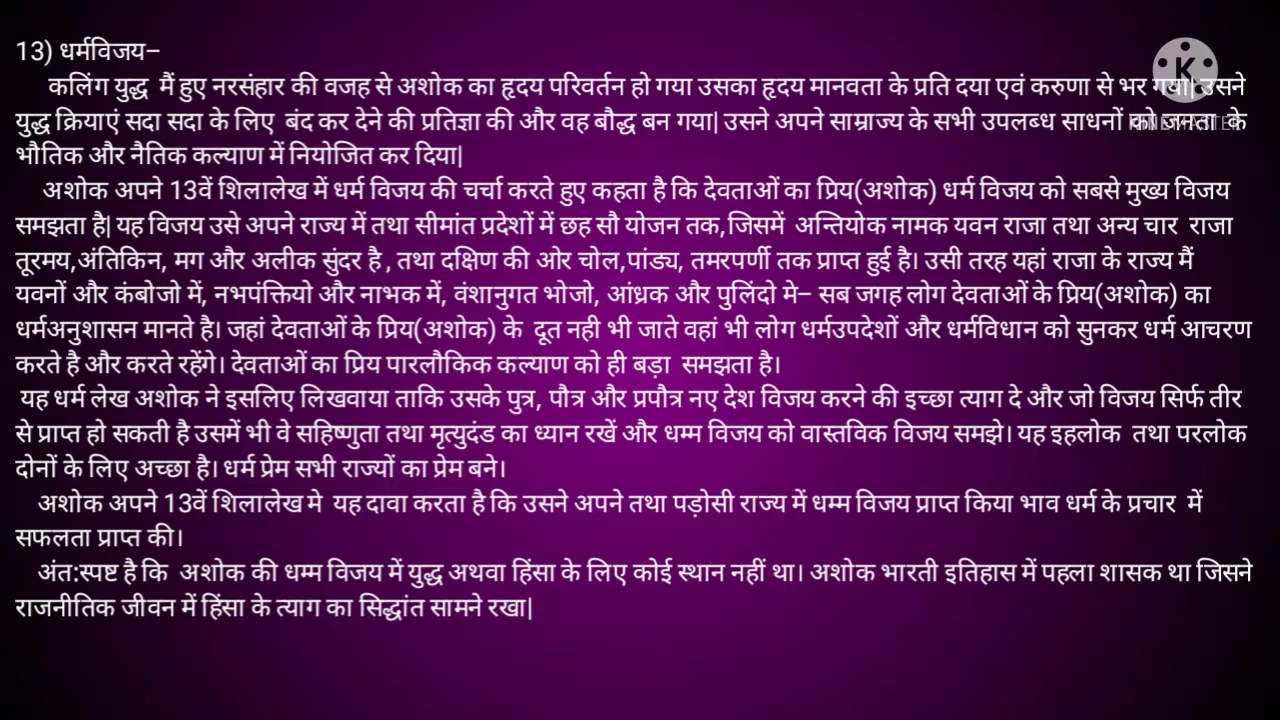 13) धर्मविजय–
कलिंग युद्ध मैं हुए नरसंहार की वजह से अशोक का हृदय परिवर्तन हो गया उसका हृदय मानवता के प्रति दया एवं करुणा से भर गया| उसने
युद्ध क्रियाएं सदा सदा के लिए बंद कर देने की प्रतिज्ञा की और वह बौद्ध बन गया| उसने अपने साम्राज्य के सभी उपलब्ध साधनों को जनता के
भौतिक और नैतिक कल्याण में नियोजित कर दिया|
अशोक अपने 13वें शिलालेख में धर्म विजय की चर्चा करते हुए कहता है कि देवताओं का प्रिय(अशोक) धर्म विजय को सबसे मुख्य विजय
समझता है| यह विजय उसे अपने राज्य में तथा सीमांत प्रदेशों में छह सौ योजन तक,जिसमें अन्तियोक नामक यवन राजा तथा अन्य चार राजा
तूरमय,अंतिकिन, मग और अलीक सुंदर है , तथा दक्षिण की ओर चोल,पांड्य, तमरपर्णी तक प्राप्त हुई है। उसी तरह यहां राजा के राज्य मैं
यवनों और कंबोजो में, नभपंक्तियो और नाभक में, वंशानुगत भोजो, आंध्रक और पुलिंदो मे– सब जगह लोग देवताओं के प्रिय(अशोक) का
धर्मअनुशासन मानते है। जहां देवताओं के प्रिय(अशोक) के दूत नही भी जाते वहां भी लोग धर्मउपदेशों और धर्मविधान को सुनकर धर्म आचरण
करते है और करते रहेंगे। देवताओं का प्रिय पारलौकिक कल्याण को ही बड़ा समझता है।
यह धर्म लेख अशोक ने इसलिए लिखवाया ताकि उसके पुत्र, पौत्र और प्रपौत्र नए देश विजय करने की इच्छा त्याग दे और जो विजय सिर्फ तीर
से प्राप्त हो सकती है उसमें भी वे सहिष्णुता तथा मृत्युदंड का ध्यान रखें और धम्म विजय को वास्तविक विजय समझे। यह इहलोक तथा परलोक
दोनों के लिए अच्छा है। धर्म प्रेम सभी राज्यों का प्रेम बने।
अशोक अपने 13वें शिलालेख मे यह दावा करता है कि उसने अपने तथा पड़ोसी राज्य में धम्म विजय प्राप्त किया भाव धर्म के प्रचार में
सफलता प्राप्त की।
अंत:स्पष्ट है कि अशोक की धम्म विजय में युद्ध अथवा हिंसा के लिए कोई स्थान नहीं था। अशोक भारती इतिहास में पहला शासक था जिसने
राजनीतिक जीवन में हिंसा के त्याग का सिद्धांत सामने रखा|
K
KINEMASTER